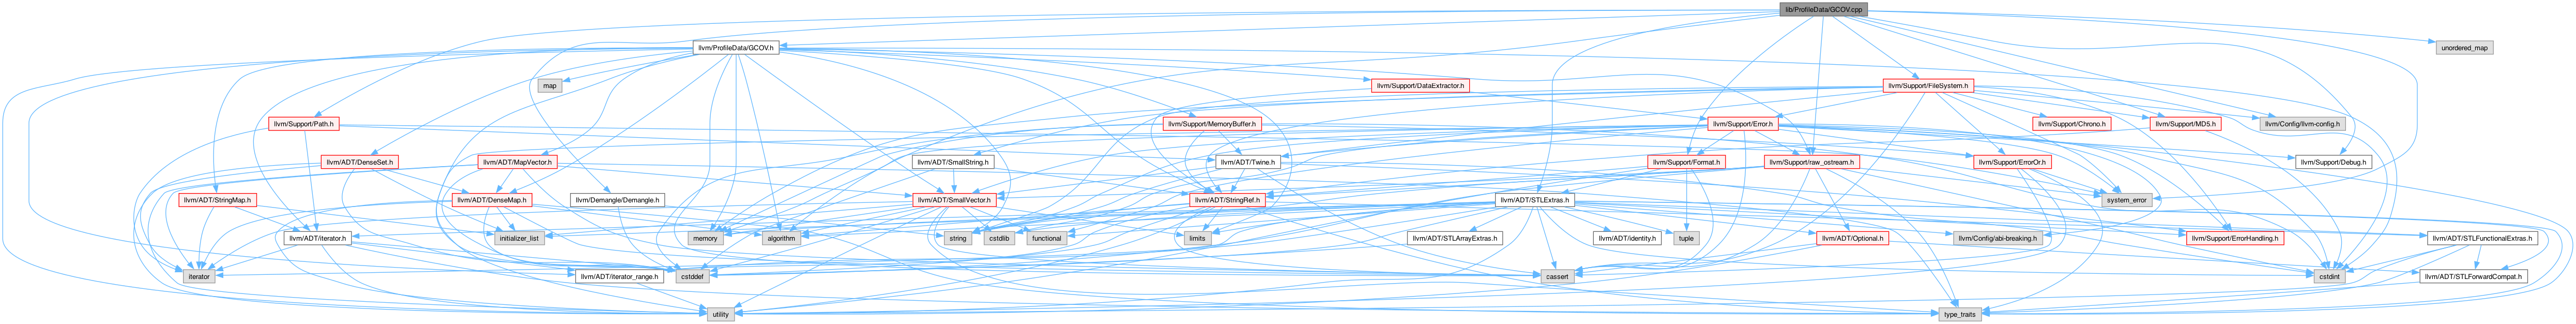 lib/ProfileData/GCOV.cpp
llvm/ProfileData/GCOV.h
unordered_map
map
llvm/Support/DataExtractor.h
llvm/Support/FileSystem.h
llvm/Support/Path.h
llvm/Support/MemoryBuffer.h
llvm/Support/Error.h
llvm/Support/Chrono.h
llvm/Support/MD5.h
llvm/Config/llvm-config.h
llvm/ADT/DenseSet.h
llvm/ADT/MapVector.h
llvm/ADT/SmallString.h
llvm/ADT/Twine.h
llvm/Support/Format.h
llvm/Support/raw_ostream.h
llvm/Support/ErrorOr.h
llvm/Support/Debug.h
llvm/ADT/StringMap.h
llvm/ADT/DenseMap.h
llvm/Demangle/Demangle.h
llvm/ADT/SmallVector.h
llvm/ADT/StringRef.h
llvm/ADT/STLExtras.h
system_error
llvm/ADT/iterator.h
initializer_list
memory
algorithm
string
cstdlib
functional
limits
llvm/ADT/STLArrayExtras.h
llvm/ADT/identity.h
tuple
llvm/ADT/Optional.h
llvm/Config/abi-breaking.h
llvm/Support/ErrorHandling.h
llvm/ADT/STLFunctionalExtras.h
iterator
llvm/ADT/iterator_range.h
cstddef
cassert
cstdint
llvm/ADT/STLForwardCompat.h
utility
type_traits